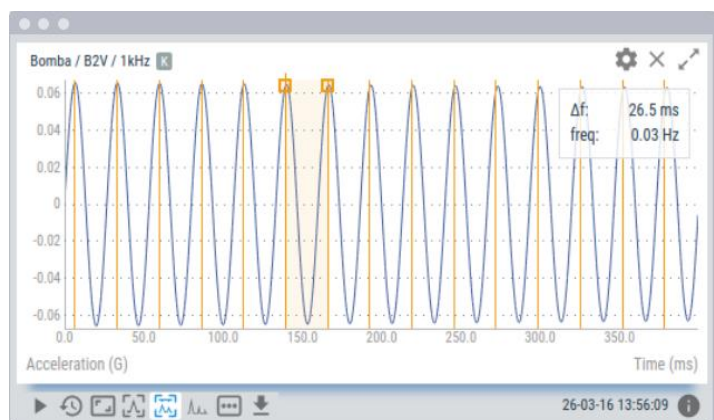 Bomba / B2V / 1kHz K
Δf: 26.5 ms
freq: 0.03 Hz
0.06
0.04
0.02
0
-0.02
-0.04
-0.06
0.0 50.0 100.0 150.0 200.0 250.0 300.0 350.0
Acceleration (G) Time (ms)
26-03-16 13:56:09